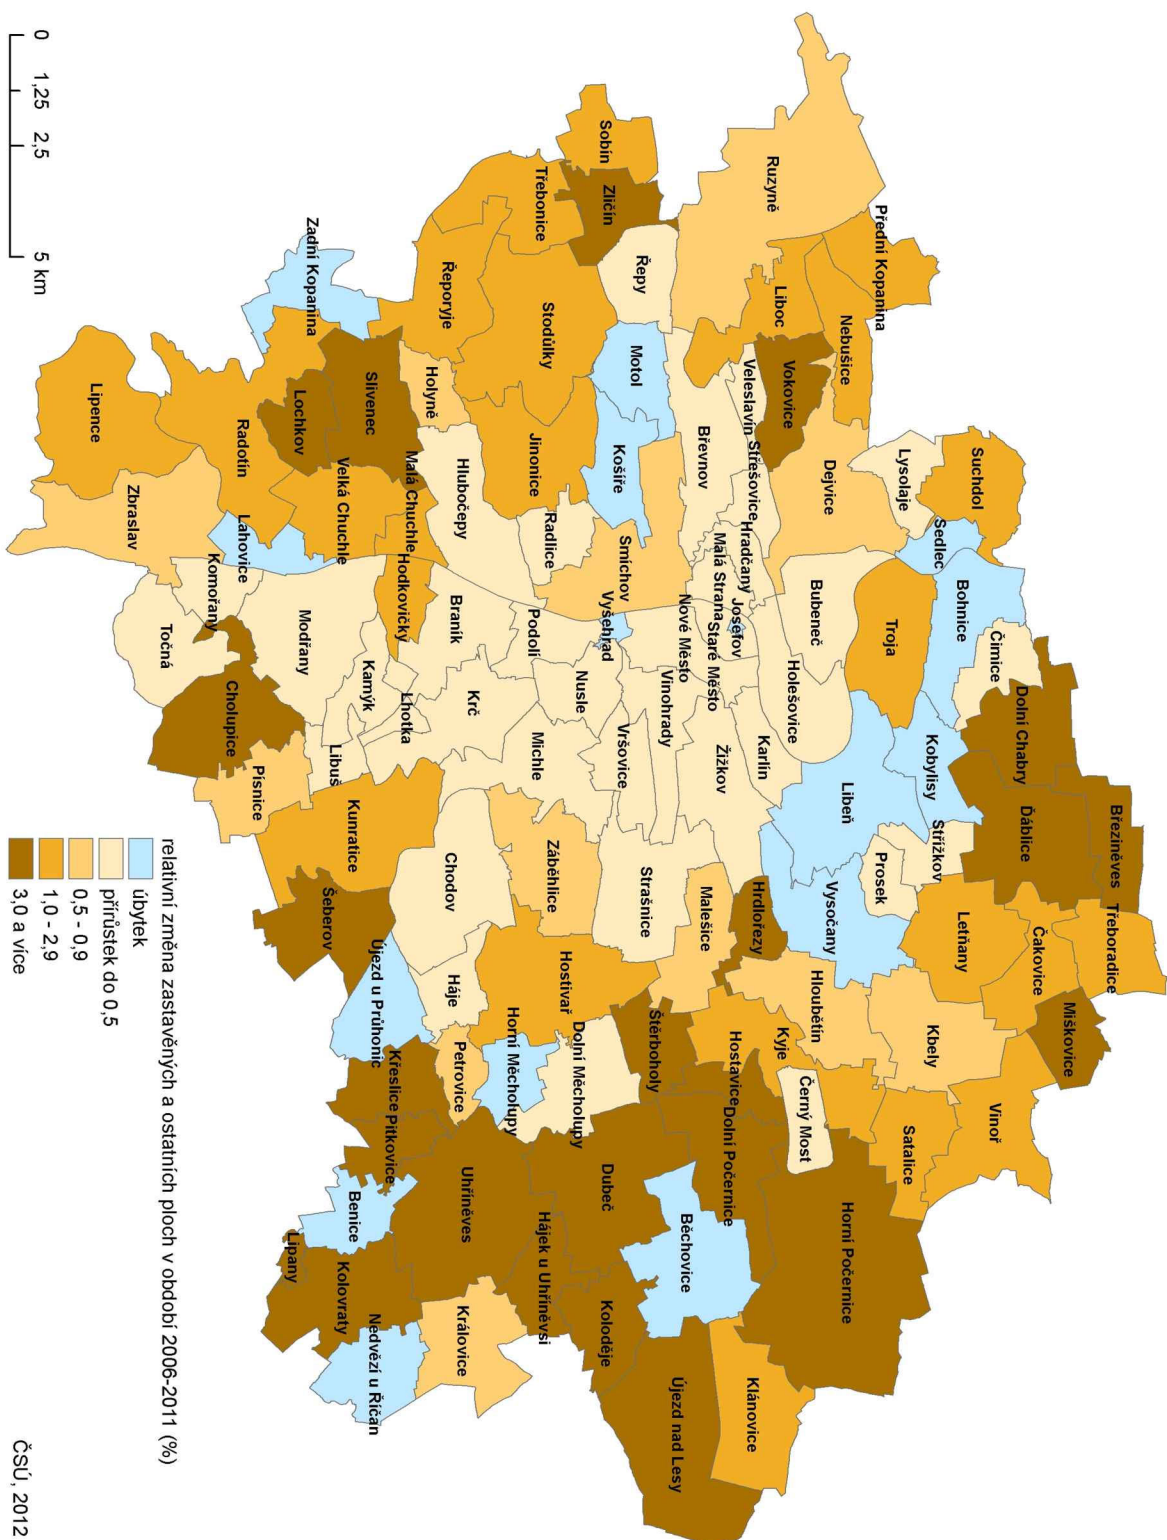 Březiněves
Třeboradice
Miškovice
Čakovice
Ďáblice
Dolní Chabry
Čimice
Suchdol
Bohnice
Sedlec
Kobylisy
Střížkov
Letňany
Vinoř
Kbely
Satalice
Přední Kopanina
Lysolaje
Troja
Prosek
Libeň
Vysočany
Nebušice
Dejvice
Horní Počernice
Bubeneč
Holešovice
Hloubětín
Ruzyně
Liboc
Vokovice
Veleslavín
Střešovice
Hradčany
Karlín
Hrdlořezy
Kyje
Černý Most
Klánovice
Malá Strana
Josefov
Staré Město
Žižkov
Hostavice
Dolní Počernice
Břevnov
Nové Město
Malešice
Běchovice
Vinohrady
Štěrboholy
Strašnice
Újezd nad Lesy
Řepy
Motol
Košíře
Smíchov
Vyšehrad
Vršovice
Sobín
Zličín
Dubeč
Koloděje
Nusle
Dolní Měcholupy
Stodůlky
Jinonice
Radlice
Podolí
Záběhlice
Hostivař
Hájek u Uhříněvsi
Třebonice
Michle
Horní Měcholupy
Krč
Hlubočepy
Braník
Řeporyje
Holyně
Chodov
Háje
Petrovice
Uhříněves
Královice
Malá Chuchle
Hodkovičky
Lhotka
Kamýk
Slivenec
Velká Chuchle
Kunratice
Újezd u Průhonic
Křeslice
Pitkovice
Benice
Kolovraty
Nedvězí u Říčan
Zadní Kopanina
Lochkov
Modřany
Libuš
Šeberov
Lipany
Radotín
Lahovice
Písnice
Komořany
Cholupice
Točná
Zbraslav
Lipence
relativní změna zastavěných a ostatních ploch v období 2006-2011 (%)
úbytek
přírůstek do 0,5
0,5 - 0,9
1,0 - 2,9
3,0 a více
0 1,25 2,5 5 km
ČSÚ, 2012